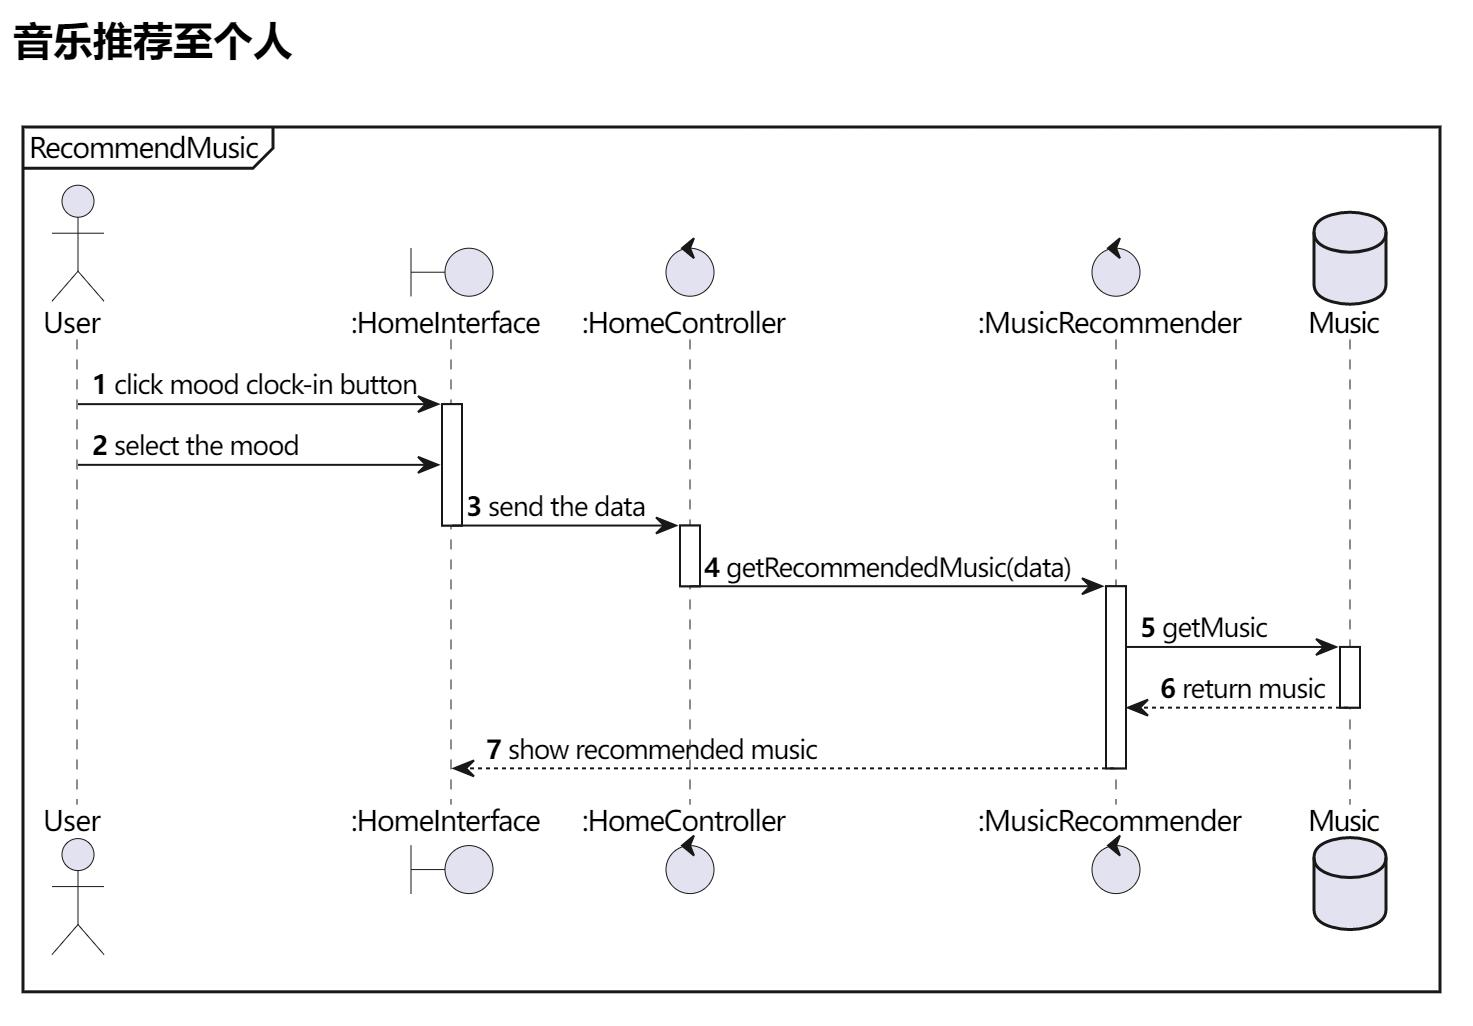 音乐推荐至个人
RecommendMusic
User
:HomeInterface
:HomeController
:MusicRecommender
Music
1 click mood clock-in button
2 select the mood
3 send the data
4 getRecommendedMusic(data)
5 getMusic
6 return music
7 show recommended music
User
:HomeInterface
:HomeController
:MusicRecommender
Music